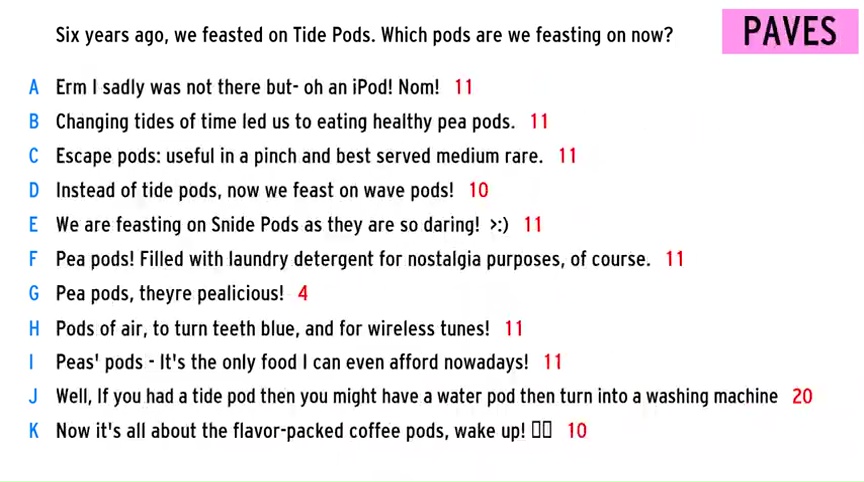 Six years ago, we feasted on Tide Pods. Which pods are we feasting on now?
PAVES
A Erm I sadly was not there but- oh an iPod! Nom! 11
B Changing tides of time led us to eating healthy pea pods. 11
C Escape pods: useful in a pinch and best served medium rare. 11
D Instead of tide pods, now we feast on wave pods! 10
E We are feasting on Snide Pods as they are so daring! >:) 11
F Pea pods! Filled with laundry detergent for nostalgia purposes, of course. 11
G Pea pods, theyre pealicious! 4
H Pods of air, to turn teeth blue, and for wireless tunes! 11
I Peas' pods - It's the only food I can even afford nowadays! 11
J Well, If you had a tide pod then you might have a water pod then turn into a washing machine 20
K Now it's all about the flavor-packed coffee pods, wake up! ▯▯ 10